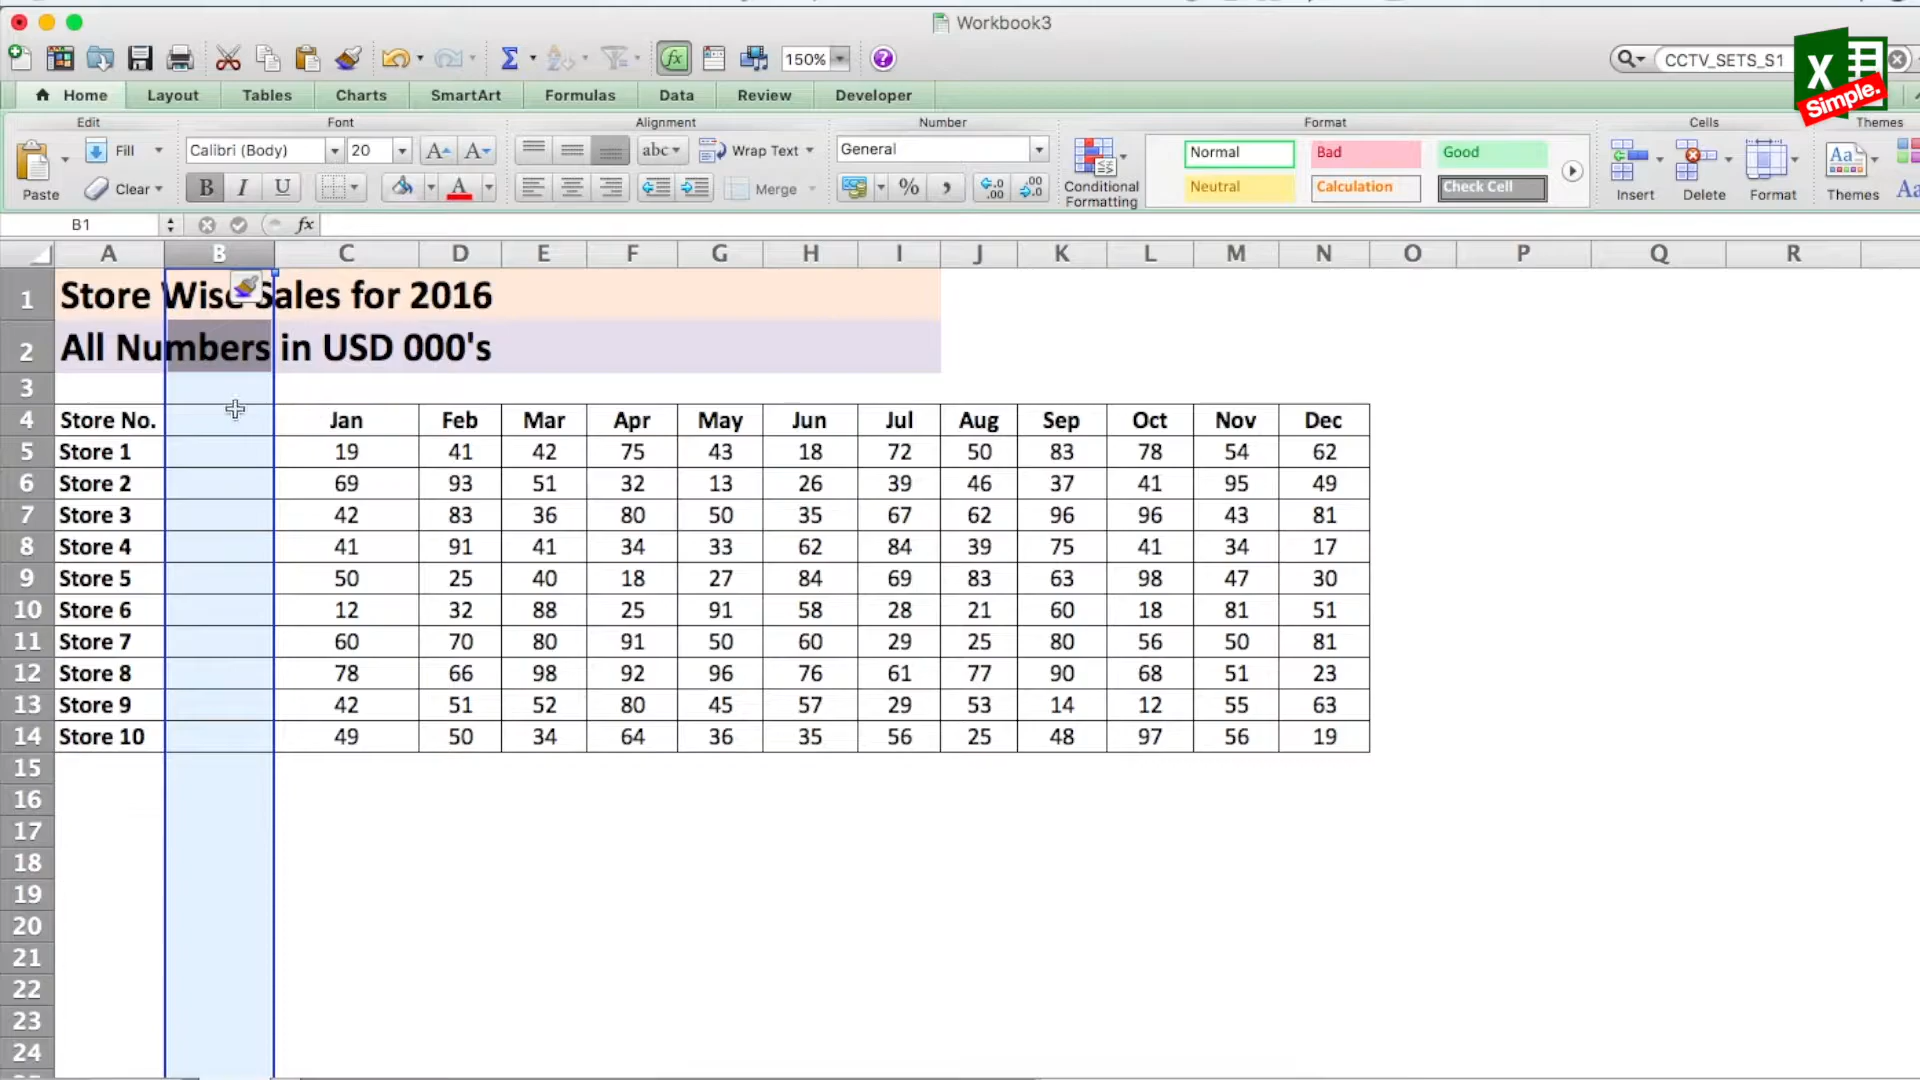 Workbook3
150%
CCTV_SETS_S1
X
Simple.
Home Layout Tables Charts SmartArt Formulas Data Review Developer
Edit Font Alignment Number Format Cells Themes
Fill Calibri (Body) 20 A A abc Wrap Text General Normal Bad Good
Paste Clear B I U A Merge % , Conditional Formatting Neutral Calculation Check Cell Insert Delete Format Themes Aa
B1 fx
A B C D E F G H I J K L M N O P Q R
1 Store Wise Sales for 2016
2 All Numbers in USD 000's
3
4 Store No. Jan Feb Mar Apr May Jun Jul Aug Sep Oct Nov Dec
5 Store 1 19 41 42 75 43 18 72 50 83 78 54 62
6 Store 2 69 93 51 32 13 26 39 46 37 41 95 49
7 Store 3 42 83 36 80 50 35 67 62 96 96 43 81
8 Store 4 41 91 41 34 33 62 84 39 75 41 34 17
9 Store 5 50 25 40 18 27 84 69 83 63 98 47 30
10 Store 6 12 32 88 25 91 58 28 21 60 18 81 51
11 Store 7 60 70 80 91 50 60 29 25 80 56 50 81
12 Store 8 78 66 98 92 96 76 61 77 90 68 51 23
13 Store 9 42 51 52 80 45 57 29 53 14 12 55 63
14 Store 10 49 50 34 64 36 35 56 25 48 97 56 19
15
16
17
18
19
20
21
22
23
24